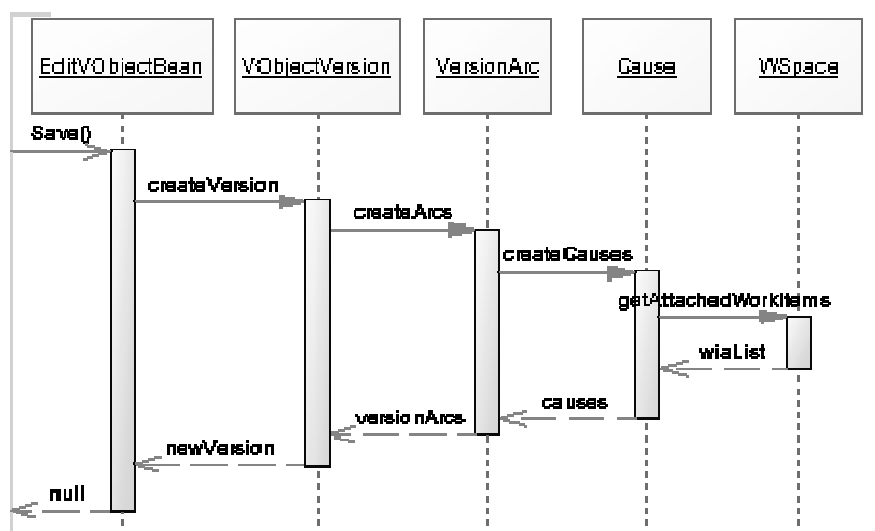 EditVObjectBean
VObjectVersion
VersionArc
Cause
WSpace
Save()
createVersion
createArcs
createCauses
getAttachedWorkItems
wiaList
causes
versionArcs
newVersion
null